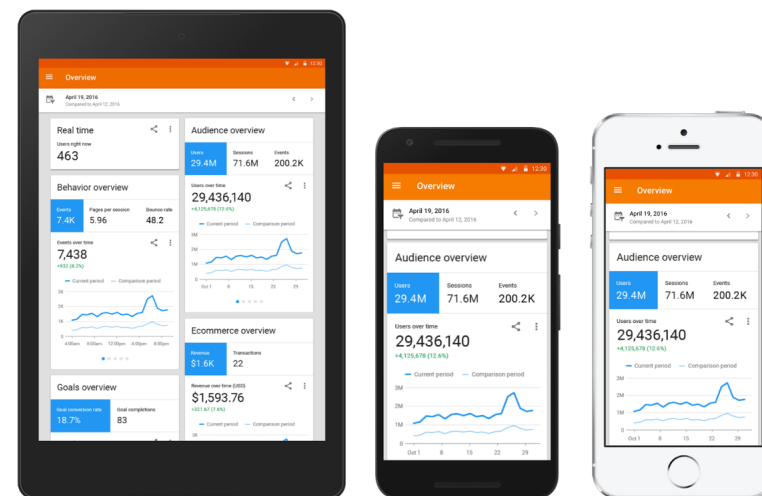 12:30
Overview
April 19, 2016
Compared to April 12, 2016
Real time
Users right now
463
Behavior overview
Events Pages per session Bounce rate
7.4K 5.96 48.2
Events over time
7,438
+932 (8.2%)
Current period Comparison period
3M
2M
1K
0
4:00am 8:00am 12:00pm 4:00pm 8:00pm
Goals overview
Goal conversion rate Goal completions
18.7% 83
Audience overview
Users Sessions Events
29.4M 71.6M 200.2K
Users over time
29,436,140
+4,125,678 (12.6%)
Current period Comparison period
3M
2M
1M
0
Oct 1 8 15 22 29
Ecommerce overview
Revenue Transactions
$1.6K 22
Revenue over time (USD)
$1,593.76
+321.67 (7.6%)
Current period Comparison period
12:30
Overview
April 19, 2016
Compared to April 12, 2016
Audience overview
Users Sessions Events
29.4M 71.6M 200.2K
Users over time
29,436,140
+4,125,678 (12.6%)
Current period Comparison period
3M
2M
1M
0
Oct 1 8 15 22 29
12:30
Overview
April 19, 2016
Compared to April 12, 2016
Audience overview
Users Sessions Events
29.4M 71.6M 200.2K
Users over time
29,436,140
+4,125,678 (12.6%)
Current period Comparison period
3M
2M
1M
0
Oct 1 8 15 22 29